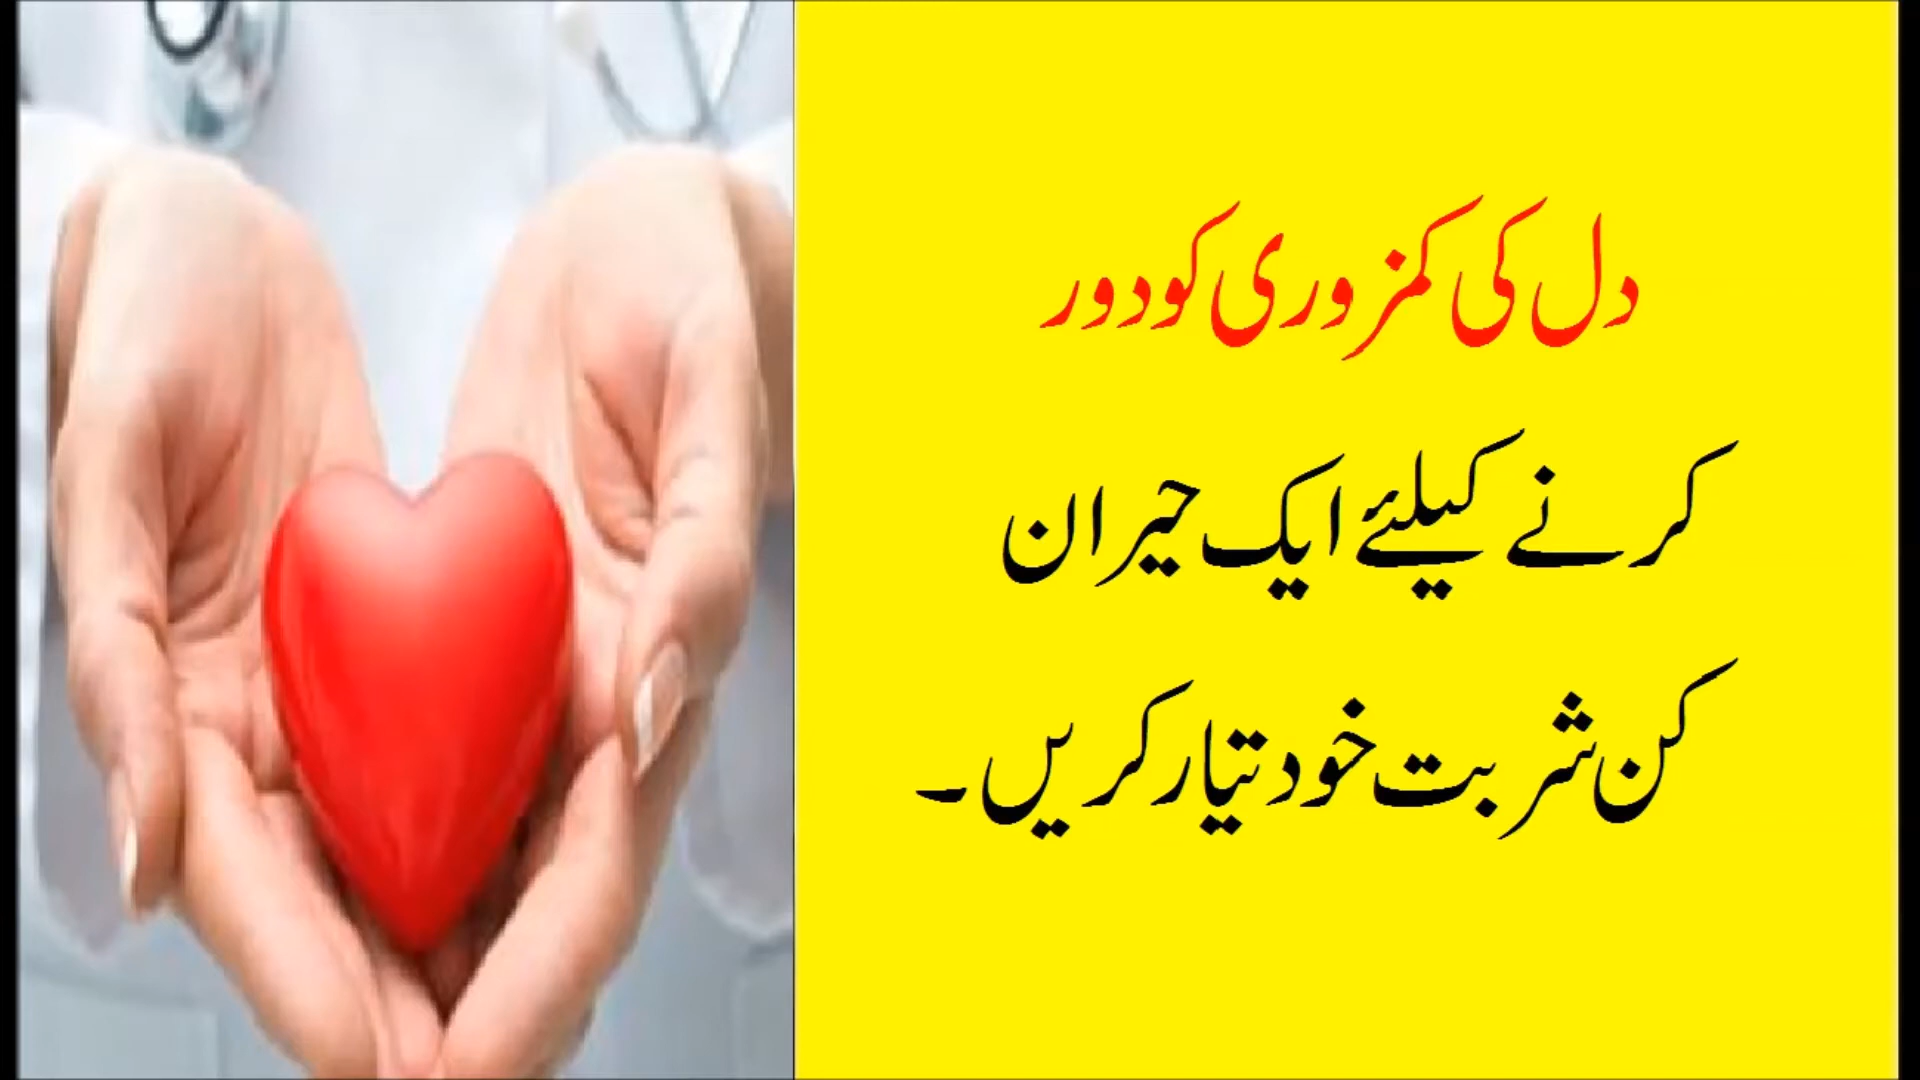 دل کی کمزوری کو دور
کرنے کیلئے ایک حیران
کن شربت خود تیار کریں۔